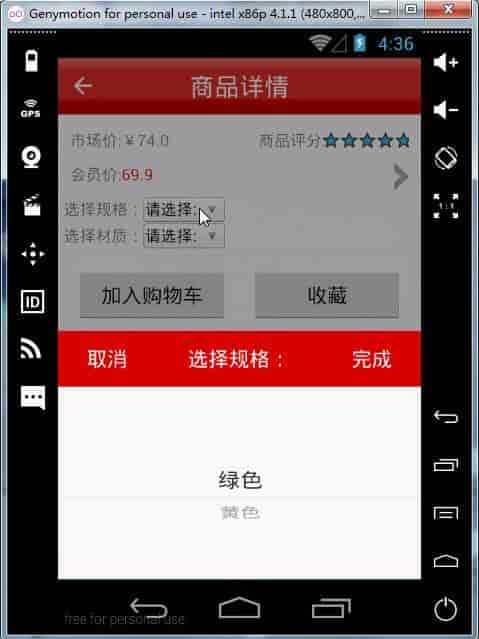 Genymotion for personal use - intel x86p 4.1.1 (480x800,...
4:36
GPS
商品详情
市场价:￥74.0 商品评分
会员价:69.9
选择规格： 请选择:
1:1
选择材质： 请选择:
ID
加入购物车 收藏
取消 选择规格： 完成
绿色
黄色
free for personal use